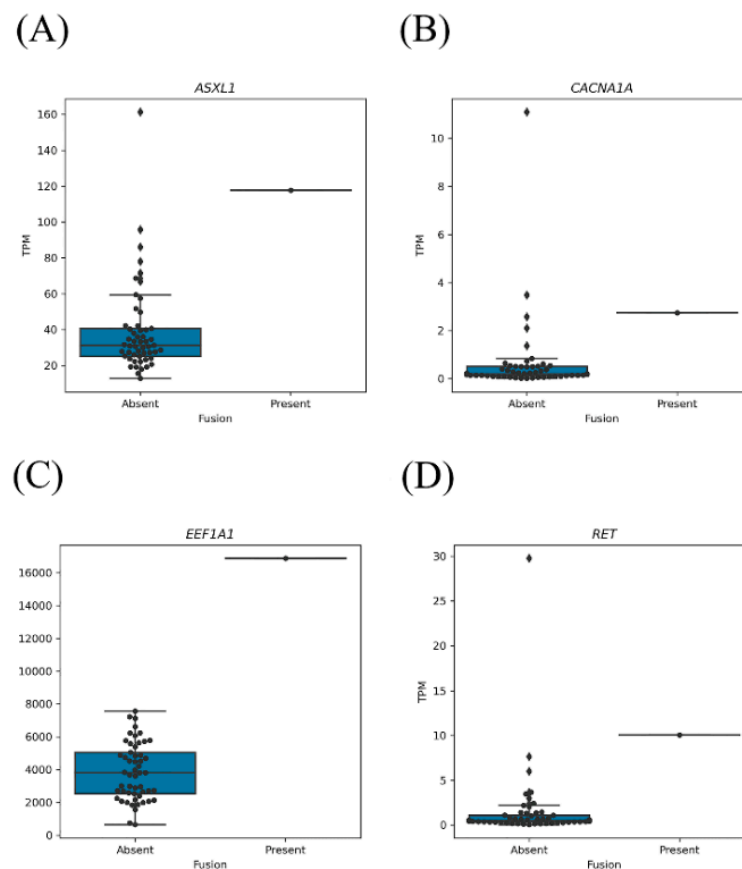 (A)
ASXL1
160
140
120
100
80
60
40
20
TPM
Absent
Present
Fusion
(B)
CACNA1A
10
8
6
4
2
0
TPM
Absent
Present
Fusion
(C)
EEF1A1
16000
14000
12000
10000
8000
6000
4000
2000
0
TPM
Absent
Present
Fusion
(D)
RET
30
25
20
15
10
5
0
TPM
Absent
Present
Fusion